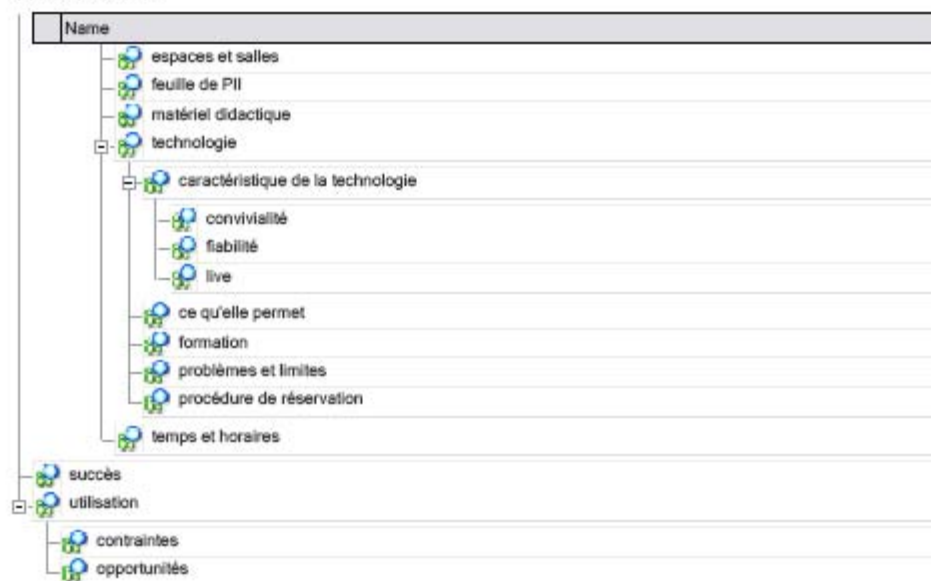 Name
espaces et salles
feuille de PII
matériel didactique
technologie
caractéristique de la technologie
convivialité
fiabilité
live
ce qu'elle permet
formation
problèmes et limites
procédure de réservation
temps et horaires
succès
utilisation
contraintes
opportunités